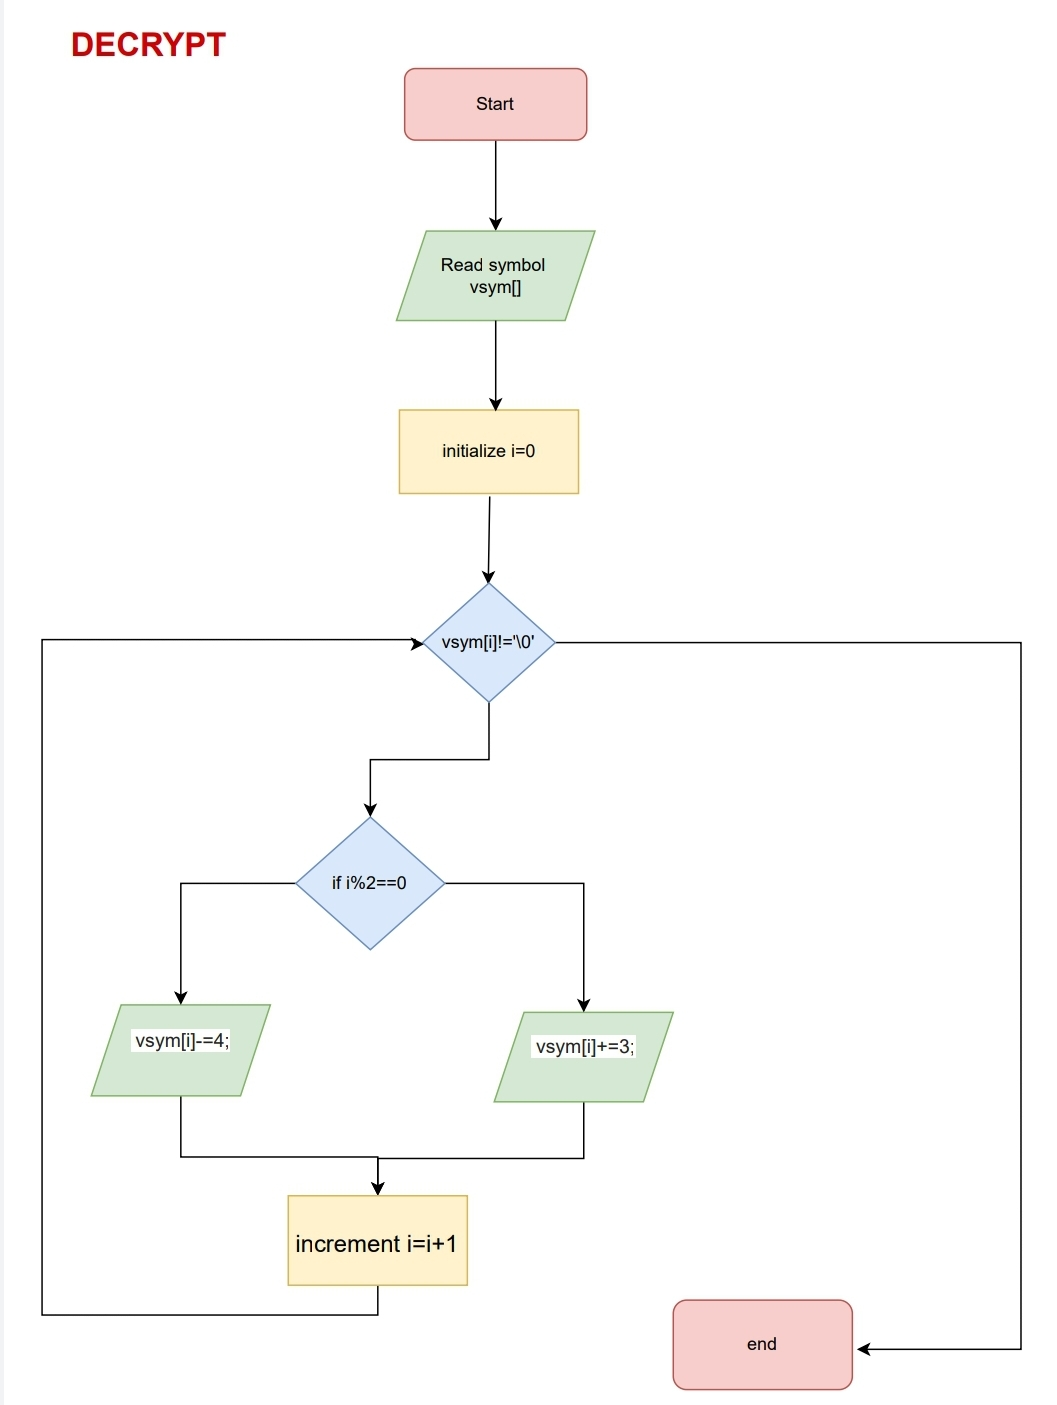 DECRYPT
Start
Read symbol
vsym[]
initialize i=0
vsym[i]!='\0'
if i%2==0
vsym[i]-=4;
vsym[i]+=3;
increment i=i+1
end